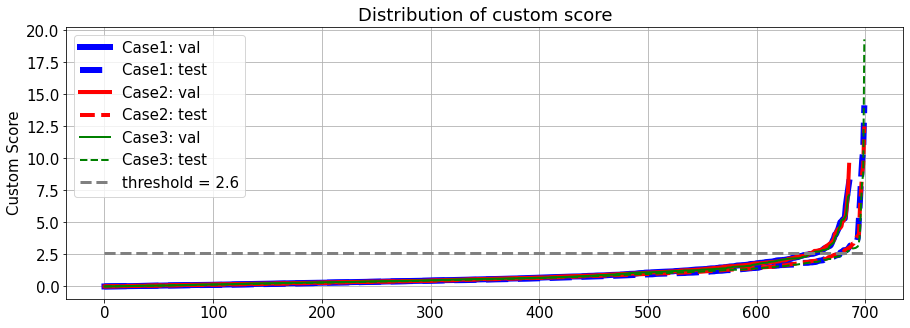 Distribution of custom score
20.0
17.5
15.0
12.5
10.0
7.5
5.0
2.5
0.0
Custom Score
Case1: val
Case1: test
Case2: val
Case2: test
Case3: val
Case3: test
threshold = 2.6
0 100 200 300 400 500 600 700